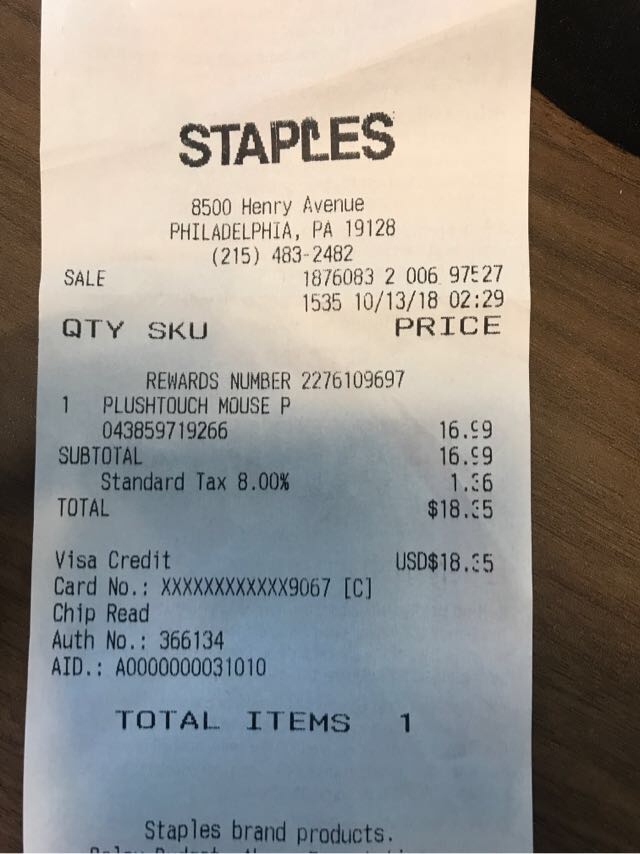 STAPLES
8500 Henry Avenue
PHILADELPHIA, PA 19128
(215) 483-2482
SALE 1876083 2 006 97527
1535 10/13/18 02:29
QTY SKU PRICE
REWARDS NUMBER 2276109697
1 PLUSHTOUCH MOUSE P
043859719266 16.99
SUBTOTAL 16.99
Standard Tax 8.00% 1.36
TOTAL $18.35
Visa Credit USD$18.35
Card No.: XXXXXXXXXXXX9067 [C]
Chip Read
Auth No.: 366134
AID.: A0000000031010
TOTAL ITEMS 1
Staples brand products.